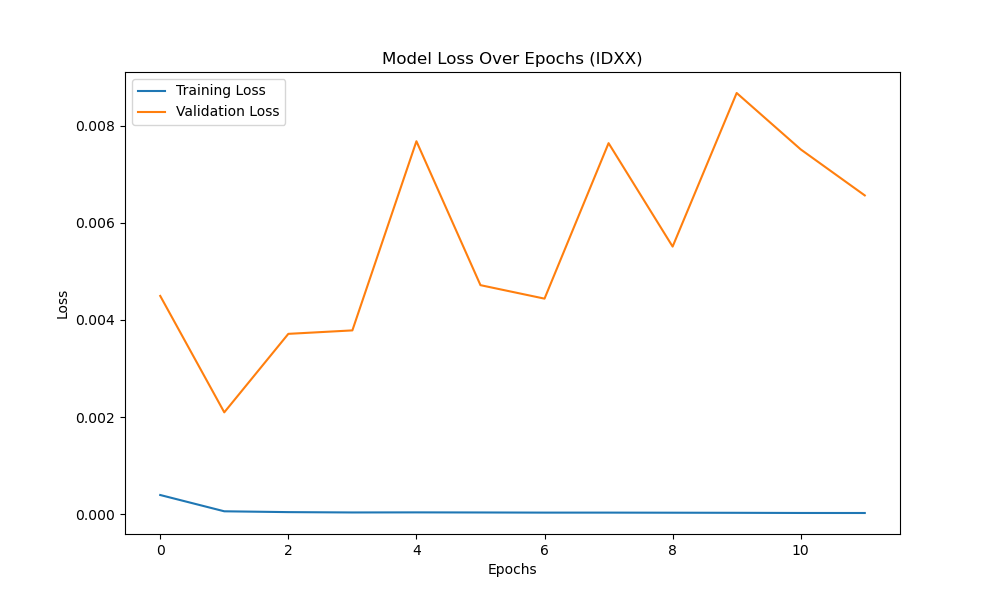 Model Loss Over Epochs (IDXX)
Training Loss
Validation Loss
0.008
0.006
0.004
0.002
0.000
Loss
0 2 4 6 8 10
Epochs